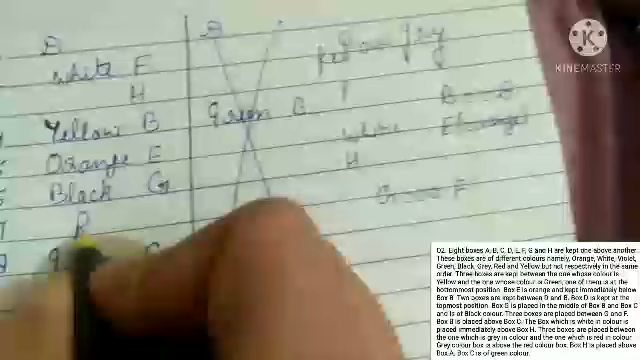 D
White F
H
Yellow B
Green C
Orange E
Black G
R
White
H
B — D
G — F
KINEMASTER
Q2. Eight boxes A, B, C, D, E, F, G and H are kept one above another.
These boxes are of different colours namely, Orange, White, Violet,
Green, Black, Grey, Red and Yellow but not respectively in the same
order. Three boxes are kept between the one whose colour is
Yellow and the one whose colour is Green, one of them is at the
bottommost position. Box E is orange and kept immediately below
Box B. Two boxes are kept between D and B. Box D is kept at the
topmost position. Box G is placed in the middle of Box B and Box C
and is of Black colour. Three boxes are placed between G and F.
Box B is placed above Box C. The Box which is white in colour is
placed immediately above Box H. Three boxes are placed between
the one which is grey in colour and the one which is red in colour.
Grey colour box is above the red colour box. Box H is placed above
Box A. Box C is of green colour.